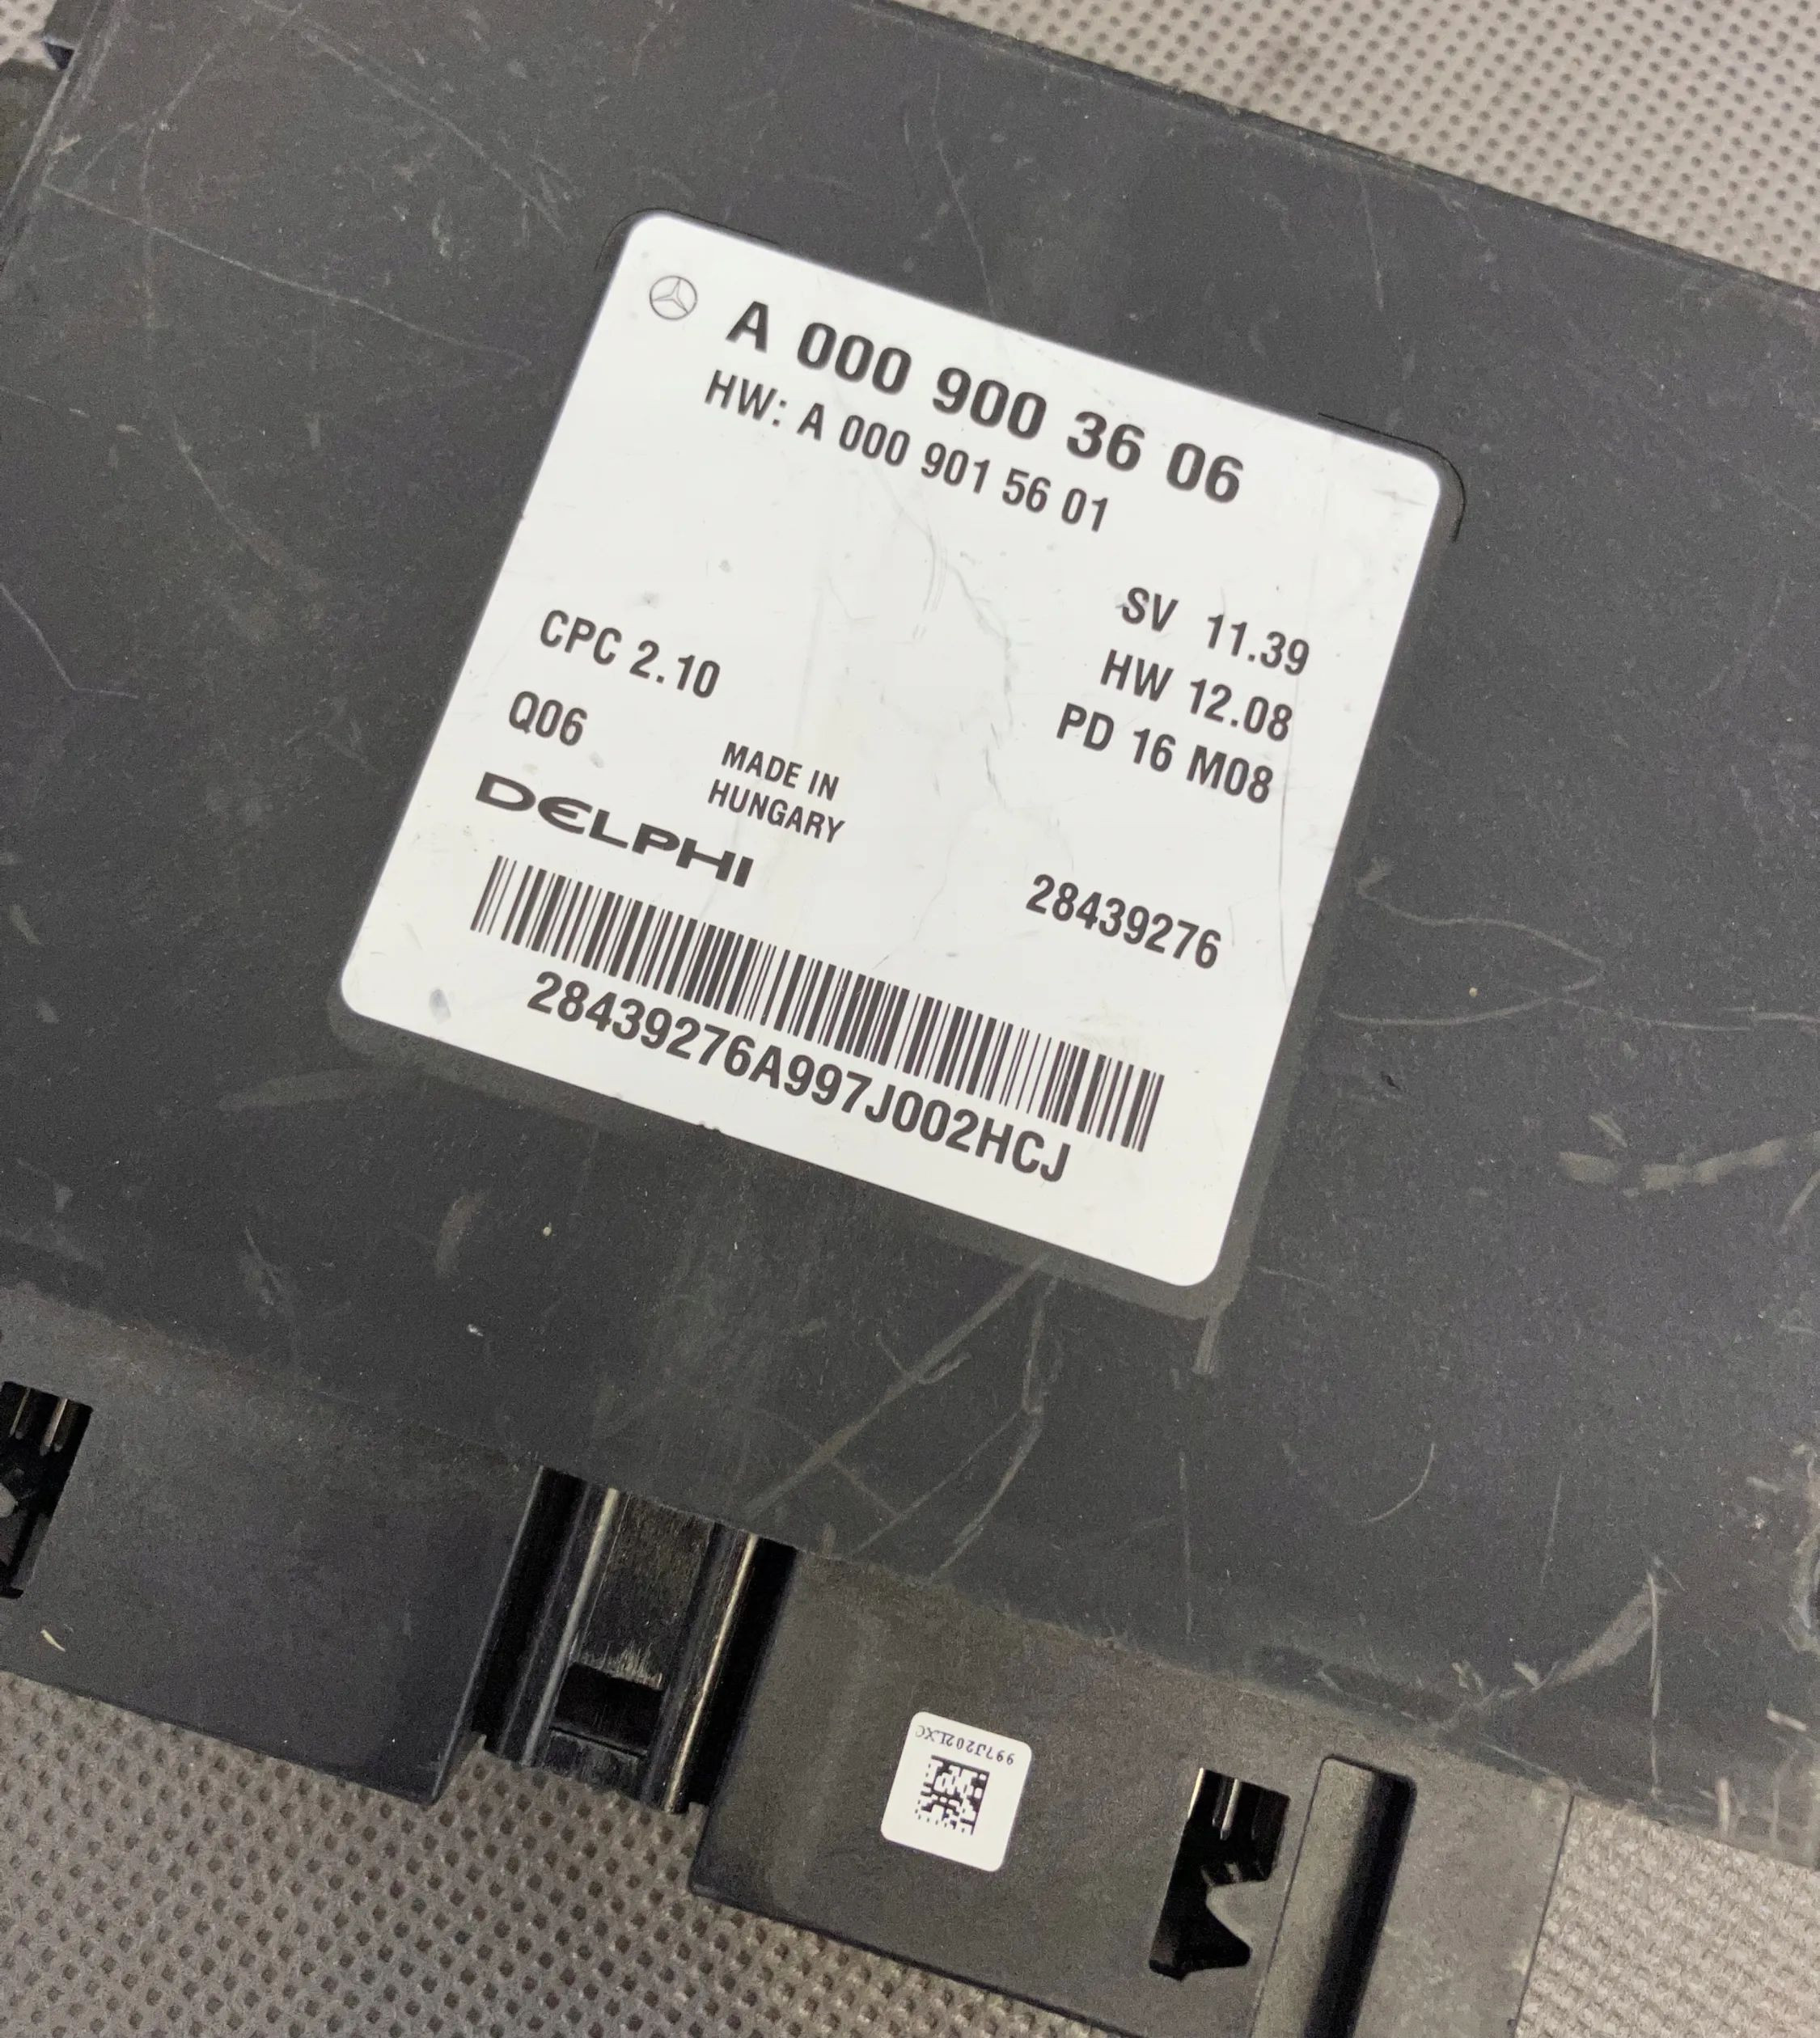 A 000 900 36 06
HW: A 000 901 56 01
SV 11.39
HW 12.08
PD 16 M08
CPC 2.10
Q06
MADE IN
HUNGARY
DELPHI
28439276
28439276A997J002HCJ
997J202LXC